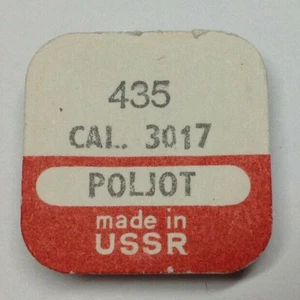 435
CAL. 3017
POLJOT
made in
USSR